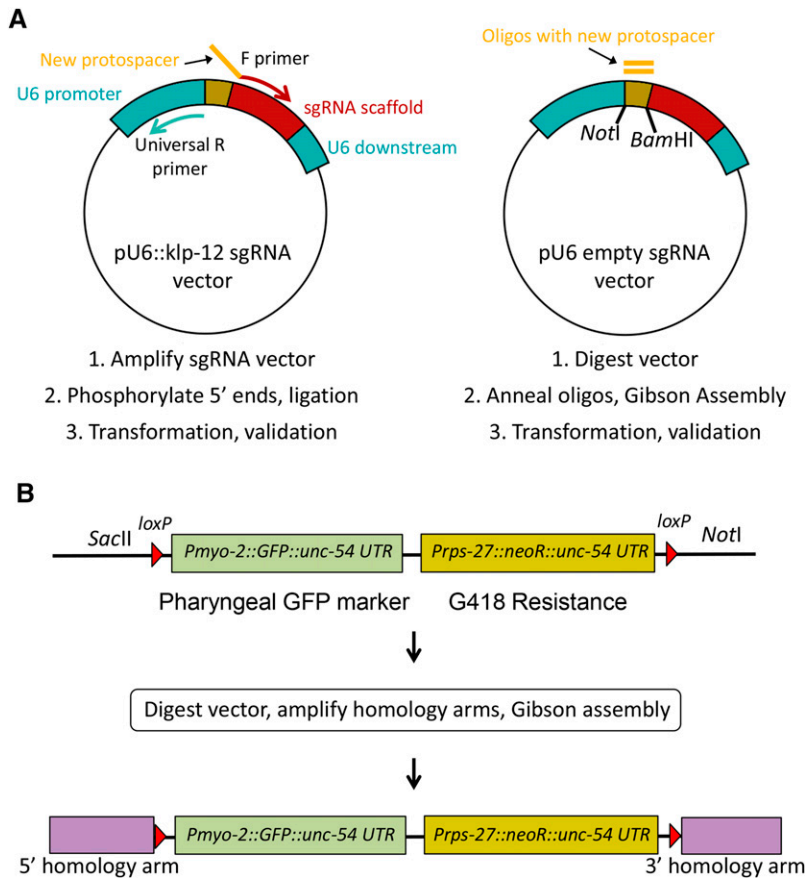 A
New protospacer
F primer
U6 promoter
sgRNA scaffold
Universal R
primer
U6 downstream
pU6::klp-12 sgRNA
vector
1. Amplify sgRNA vector
2. Phosphorylate 5’ ends, ligation
3. Transformation, validation
Oligos with new protospacer
NotI
BamHI
pU6 empty sgRNA
vector
1. Digest vector
2. Anneal oligos, Gibson Assembly
3. Transformation, validation
B
SacII
loxP
Pmyo-2::GFP::unc-54 UTR
Prps-27::neoR::unc-54 UTR
loxP
NotI
Pharyngeal GFP marker
G418 Resistance
Digest vector, amplify homology arms, Gibson assembly
Pmyo-2::GFP::unc-54 UTR
Prps-27::neoR::unc-54 UTR
5’ homology arm
3’ homology arm